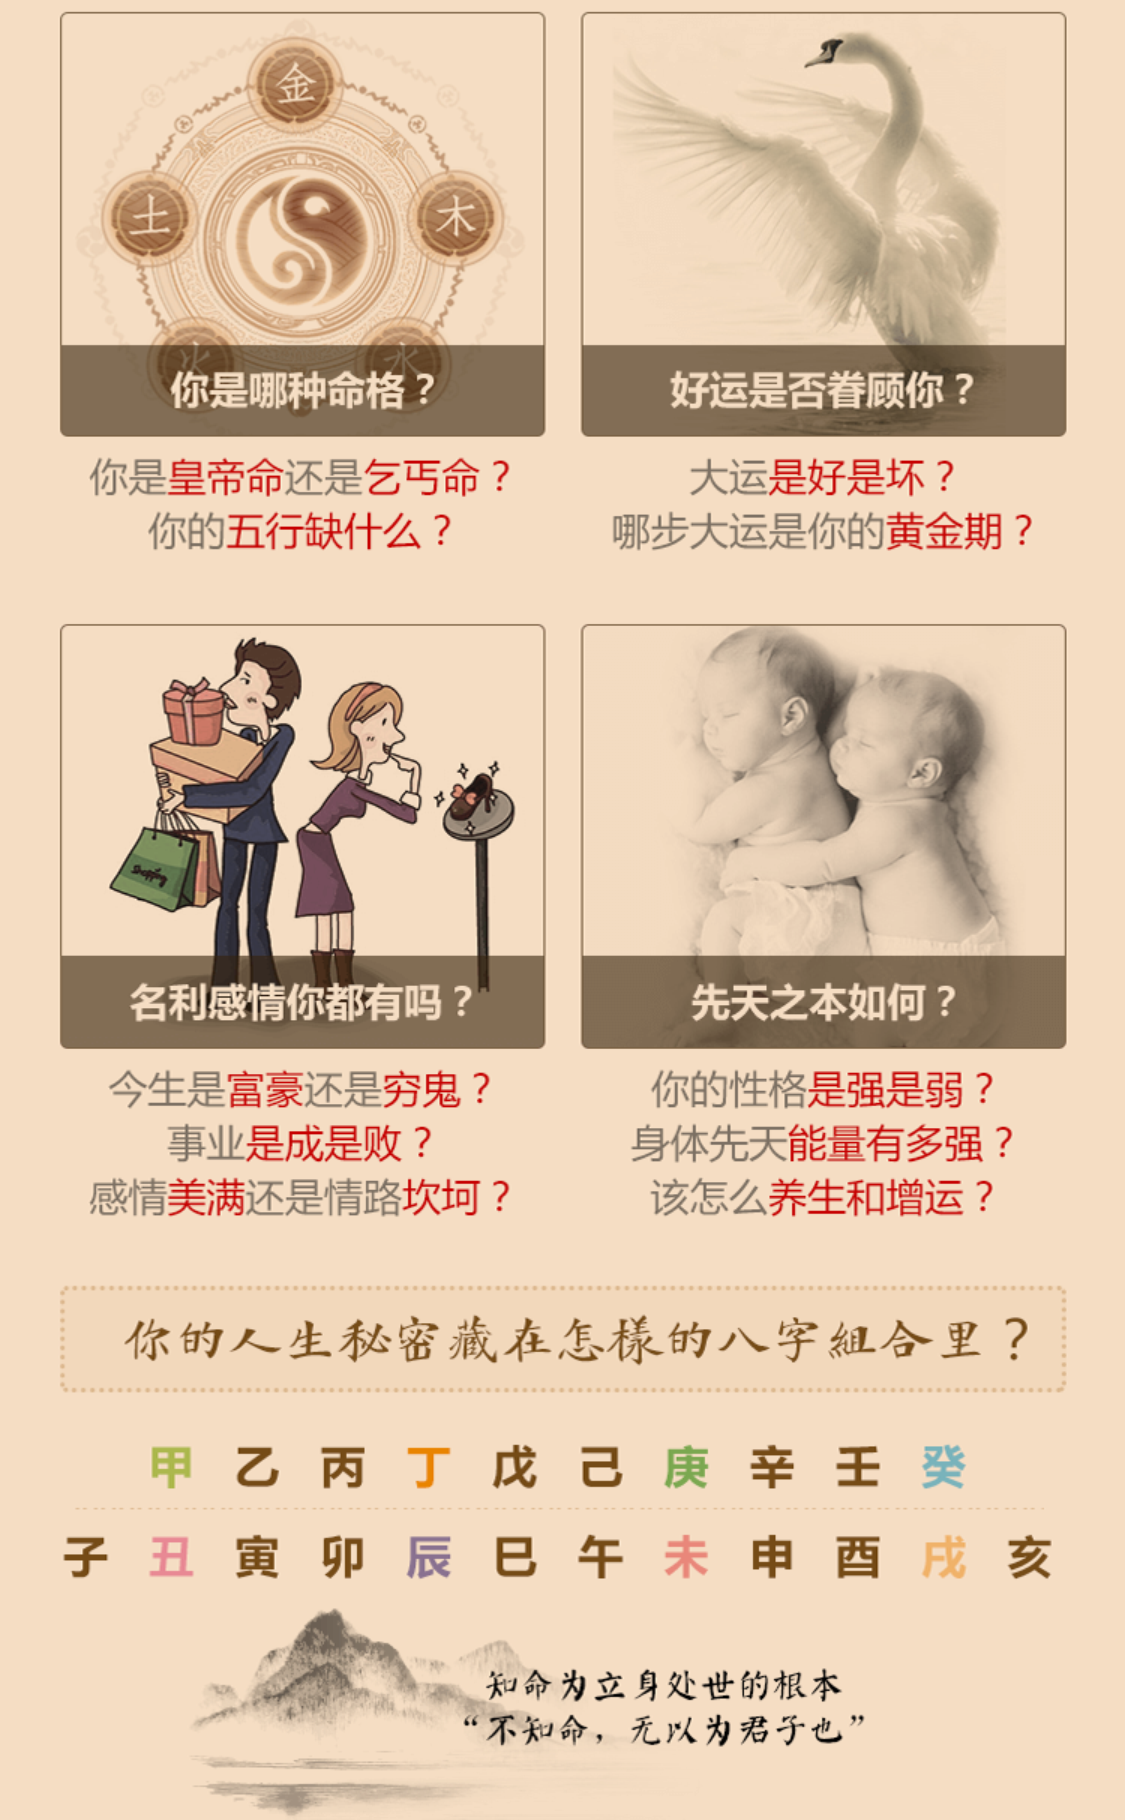 金
土
木
火
水
你是哪种命格？
好运是否眷顾你？
你是皇帝命还是乞丐命？
你的五行缺什么？
大运是好是坏？
哪步大运是你的黄金期？
shopping
名利感情你都有吗？
先天之本如何？
今生是富豪还是穷鬼？
事业是成是败？
感情美满还是情路坎坷？
你的性格是强是弱？
身体先天能量有多强？
该怎么养生和增运？
你的人生秘密藏在怎樣的八字組合里？
甲 乙 丙 丁 戊 己 庚 辛 壬 癸
子 丑 寅 卯 辰 巳 午 未 申 酉 戌 亥
知命为立身处世的根本
“不知命，无以为君子也”